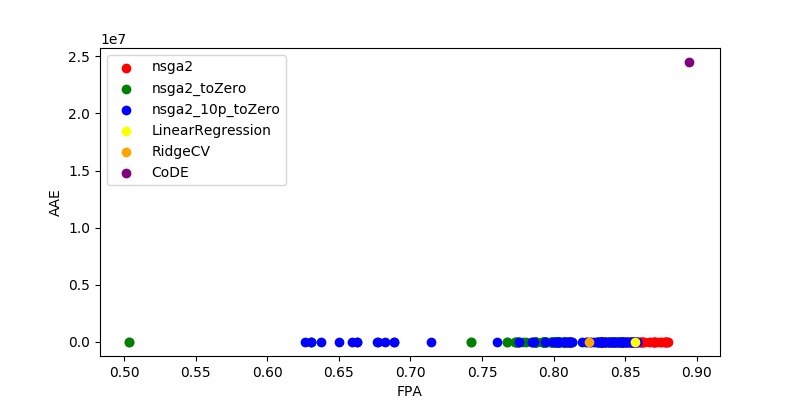 1e7
2.5
2.0
1.5
1.0
0.5
0.0
AAE
nsga2
nsga2_toZero
nsga2_10p_toZero
LinearRegression
RidgeCV
CoDE
0.50 0.55 0.60 0.65 0.70 0.75 0.80 0.85 0.90
FPA